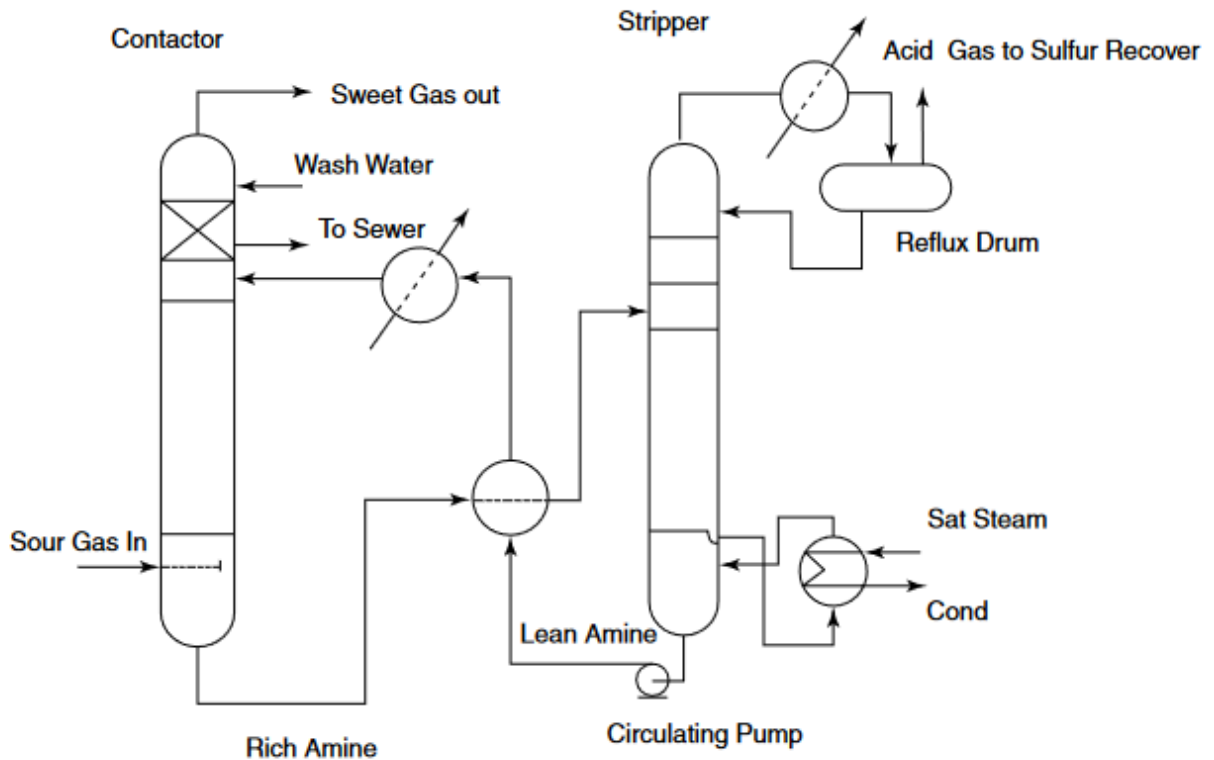 Contactor
Stripper
Acid Gas to Sulfur Recover
Sweet Gas out
Wash Water
To Sewer
Reflux Drum
Sour Gas In
Sat Steam
Cond
Lean Amine
Rich Amine
Circulating Pump